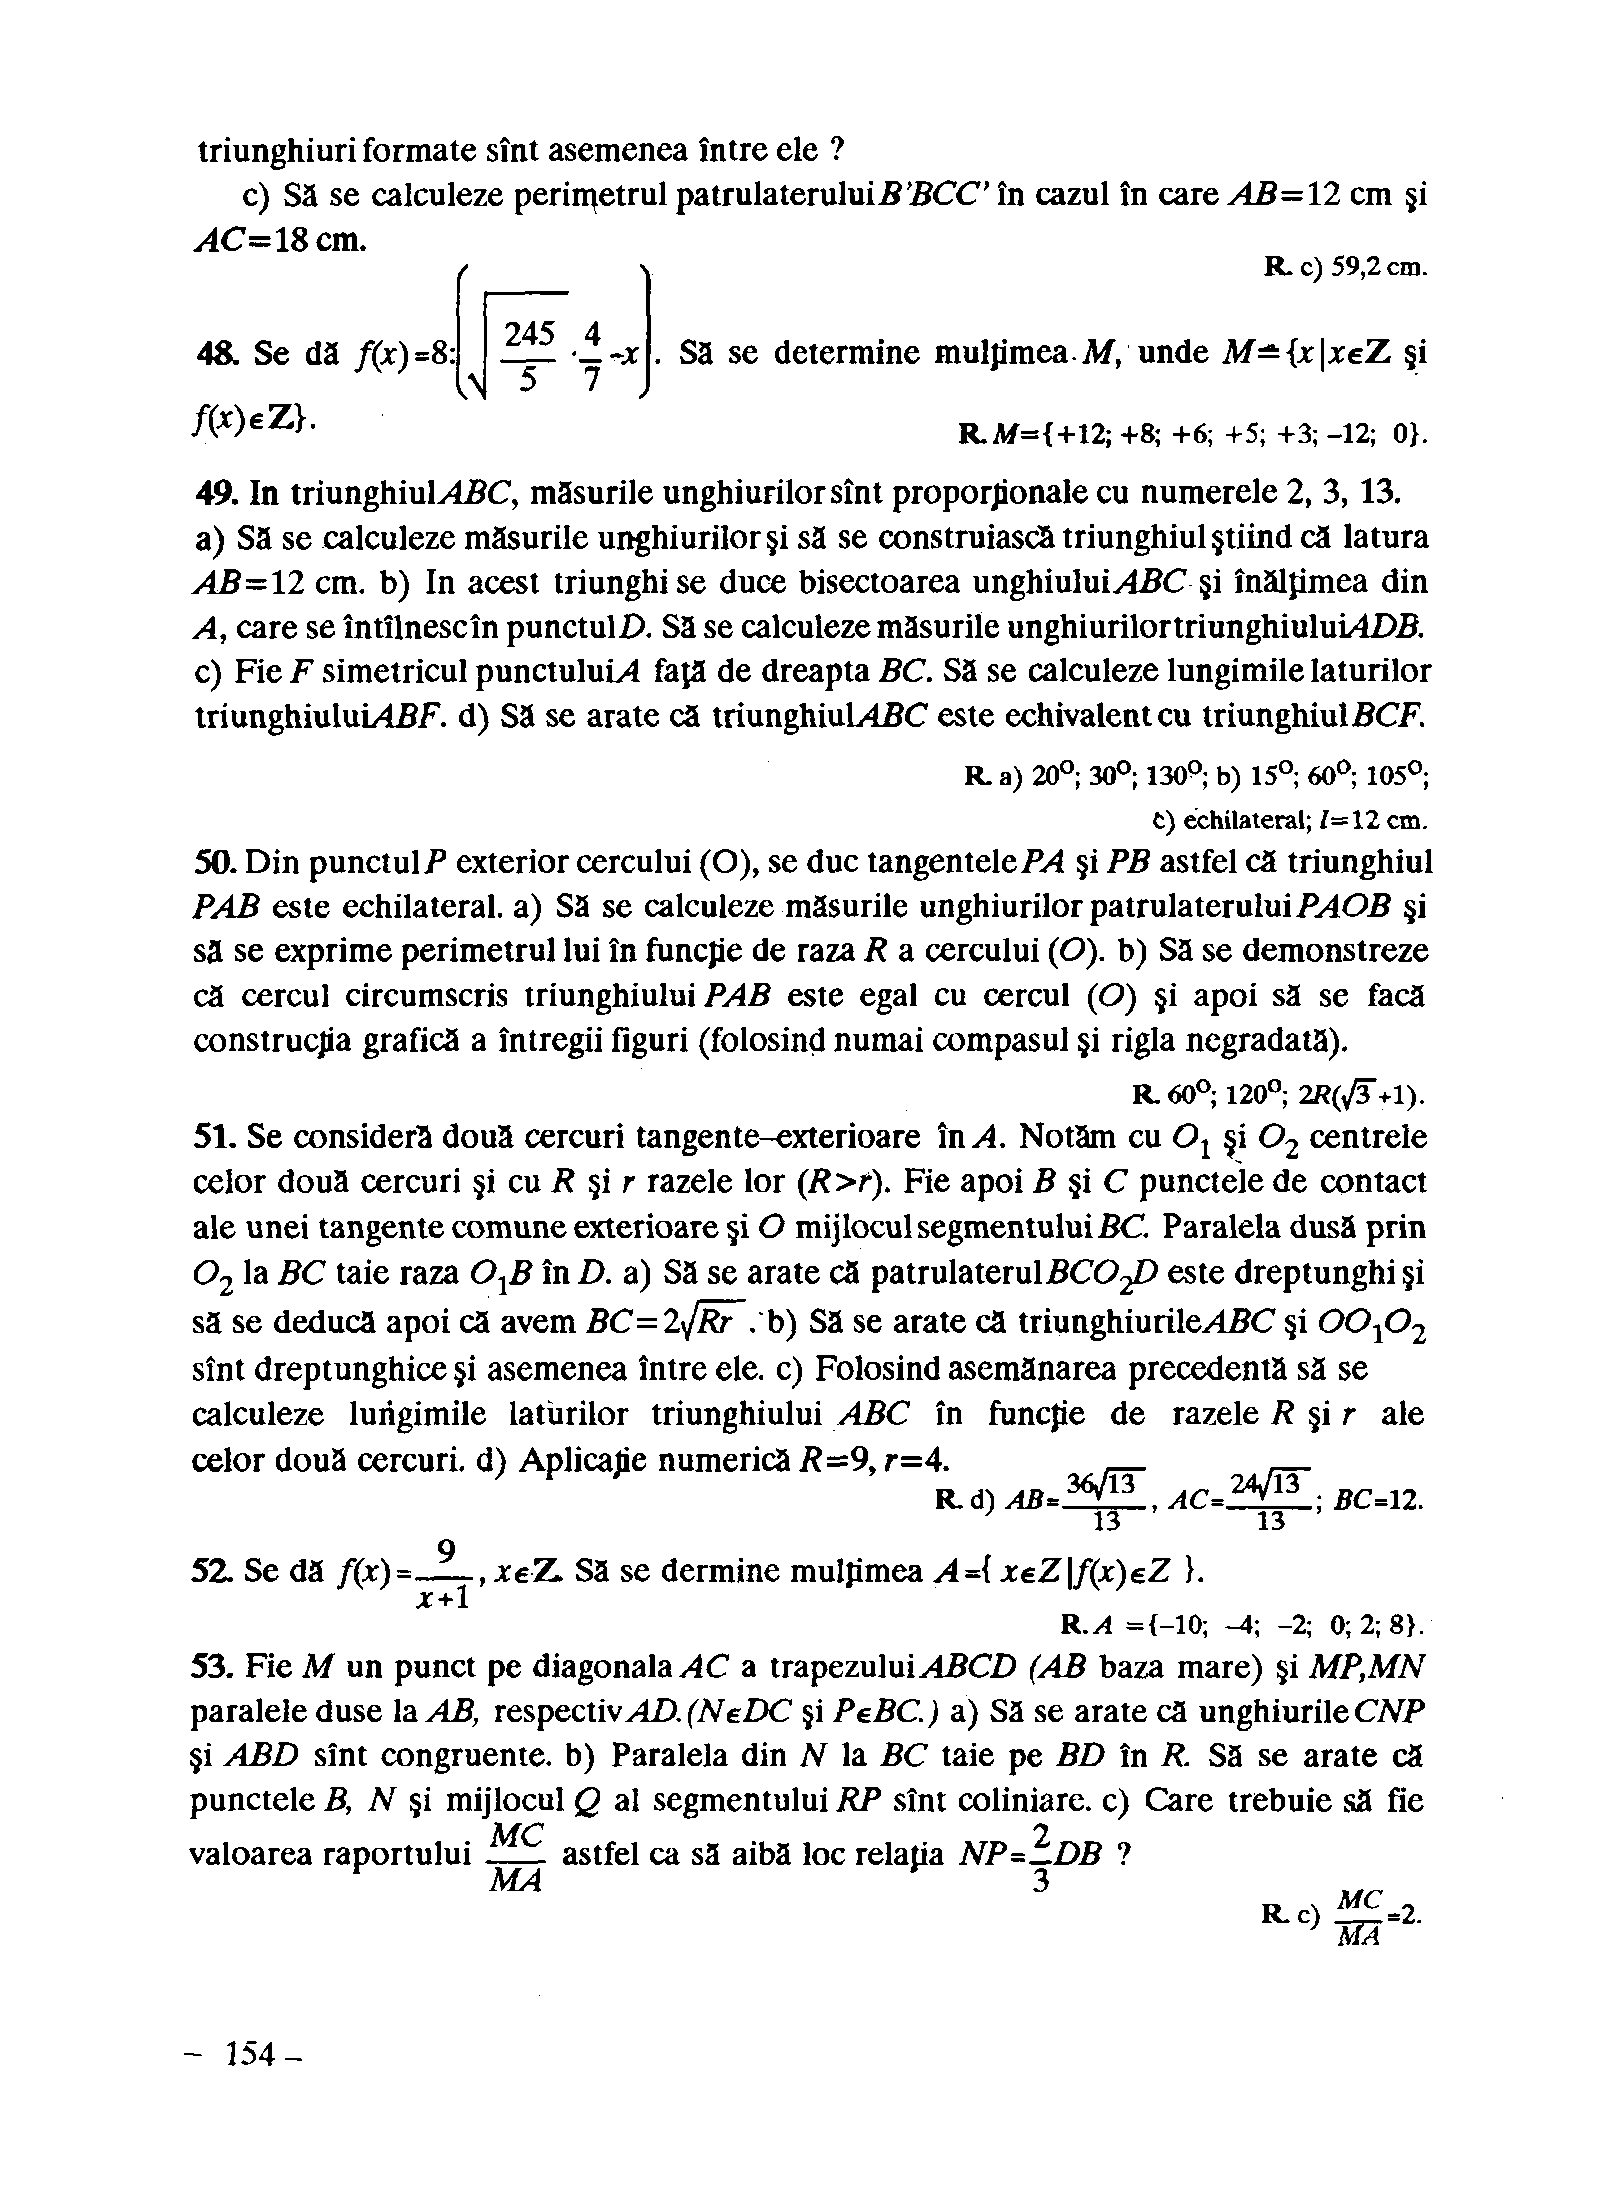 triunghiuri formate sînt asemenea între ele ?
c) Să se calculeze perimetrul patrulaterului B'BCC' în cazul în care AB=12 cm şi
AC=18 cm.
R. c) 59,2 cm.
48. Se dă f(x)=8:(√(245/5)·4/7-x). Să se determine mulţimea M, unde M={x|xϵZ şi
f(x)ϵZ}.
R. M={+12; +8; +6; +5; +3; -12; 0}.
49. In triunghiul ABC, măsurile unghiurilor sînt proporţionale cu numerele 2, 3, 13.
a) Să se calculeze măsurile unghiurilor şi să se construiască triunghiul ştiind că latura
AB=12 cm. b) In acest triunghi se duce bisectoarea unghiului ABC şi înălţimea din
A, care se întîlnesc în punctul D. Să se calculeze măsurile unghiurilor triunghiului ADB.
c) Fie F simetricul punctului A faţă de dreapta BC. Să se calculeze lungimile laturilor
triunghiului ABF. d) Să se arate că triunghiul ABC este echivalent cu triunghiul BCF.
R. a) 20°; 30°; 130°; b) 15°; 60°; 105°;
c) echilateral; l=12 cm.
50. Din punctul P exterior cercului (O), se duc tangentele PA şi PB astfel că triunghiul
PAB este echilateral. a) Să se calculeze măsurile unghiurilor patrulaterului PAOB şi
să se exprime perimetrul lui în funcţie de raza R a cercului (O). b) Să se demonstreze
că cercul circumscris triunghiului PAB este egal cu cercul (O) şi apoi să se facă
construcţia grafică a întregii figuri (folosind numai compasul şi rigla negradată).
R. 60°; 120°; 2R(√3+1).
51. Se consideră două cercuri tangente–exterioare în A. Notăm cu O₁ şi O₂ centrele
celor două cercuri şi cu R şi r razele lor (R>r). Fie apoi B şi C punctele de contact
ale unei tangente comune exterioare şi O mijlocul segmentului BC. Paralela dusă prin
O₂ la BC taie raza O₁B în D. a) Să se arate că patrulaterul BCO₂D este dreptunghi şi
să se deducă apoi că avem BC=2√Rr . b) Să se arate că triunghiurile ABC şi OO₁O₂
sînt dreptunghice şi asemenea între ele. c) Folosind asemănarea precedentă să se
calculeze lungimile laturilor triunghiului ABC în funcţie de razele R şi r ale
celor două cercuri. d) Aplicaţie numerică R=9, r=4.
R. d) AB=36√13/13, AC=24√13/13; BC=12.
52. Se dă f(x)=9/(x+1), xϵZ. Să se dermine mulţimea A={ xϵZ|f(x)ϵZ }.
R. A ={-10; -4; -2; 0; 2; 8}.
53. Fie M un punct pe diagonala AC a trapezului ABCD (AB baza mare) şi MP,MN
paralele duse la AB, respectiv AD.(NϵDC şi PϵBC.) a) Să se arate că unghiurile CNP
şi ABD sînt congruente. b) Paralela din N la BC taie pe BD în R. Să se arate că
punctele B, N şi mijlocul Q al segmentului RP sînt coliniare. c) Care trebuie să fie
valoarea raportului MC/MA astfel ca să aibă loc relaţia NP=2/3DB ?
R. c) MC/MA=2.
- 154 -